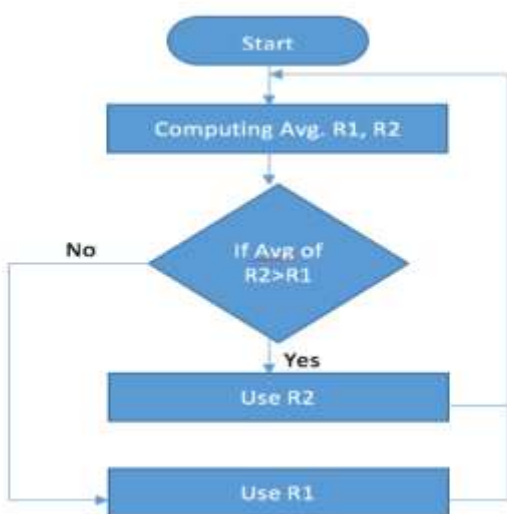 Start
Computing Avg. R1, R2
If Avg of
R2>R1
No
Yes
Use R2
Use R1